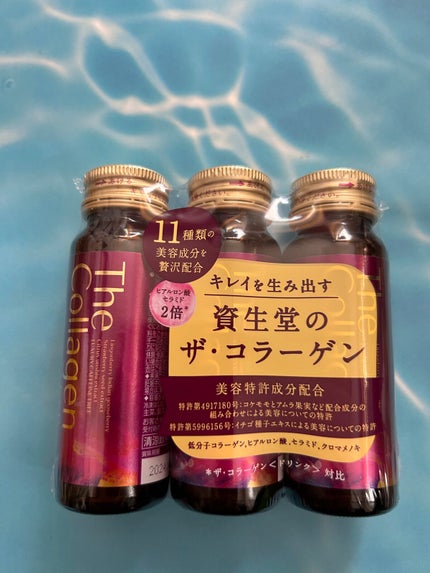 11種類の
美容成分を
贅沢配合
ヒアルロン酸
セラミド
2倍*
キレイを生み出す
資生堂の
ザ・コラーゲン
美容特許成分配合
特許第4917180号:コケモモとアムラ果実など配合成分の
組み合わせによる美容についての特許
特許第5996156号:イチゴ種子エキスによる美容についての特許
低分子コラーゲン、ヒアルロン酸、セラミド、クロマメノキ
*ザ・コラーゲン<ドリンク>対比
The
Collagen
Strawberry seed extract
2024